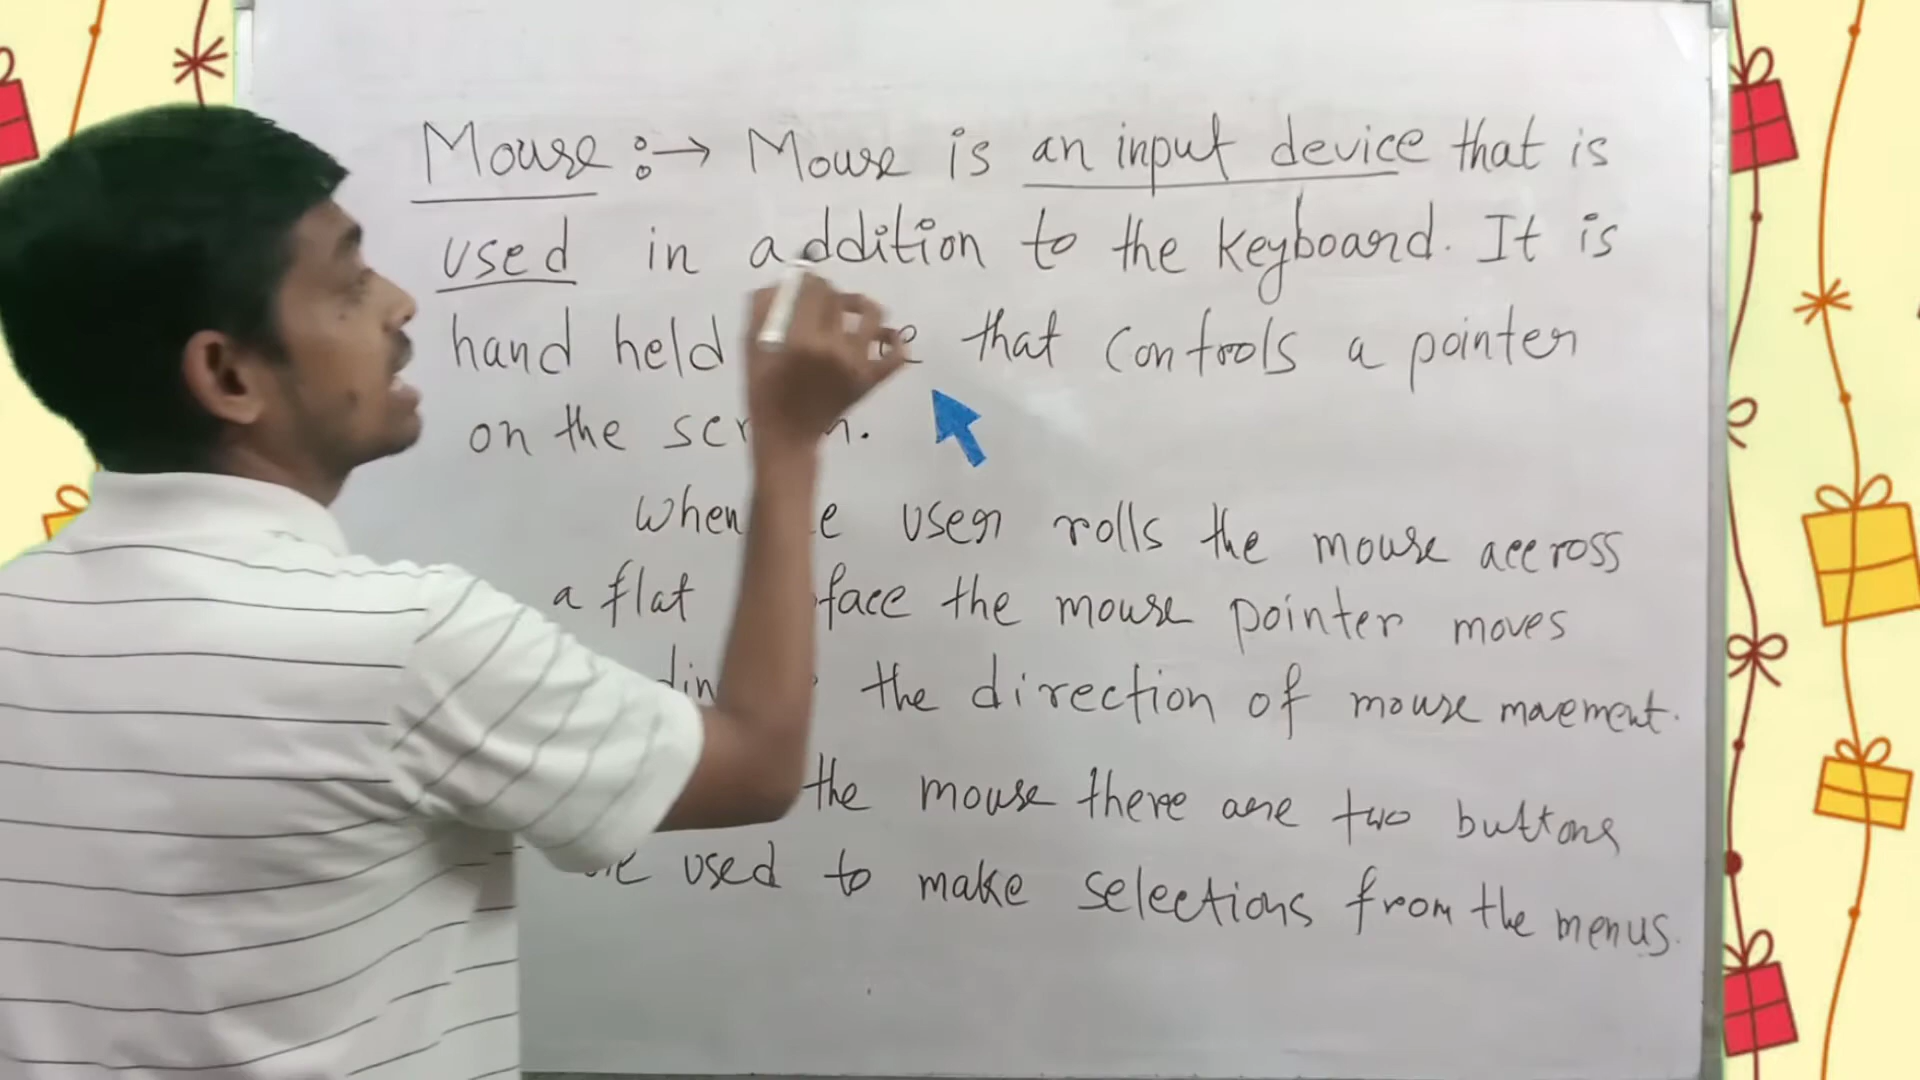 Mouse :→ Mouse is an input device that is
used in addition to the keyboard. It is
hand held that controls a pointer
on the
When user rolls the mouse accross
a flat the mouse pointer moves
the direction of mouse movement.
the mouse there are two buttons
used to make selections from the menus.